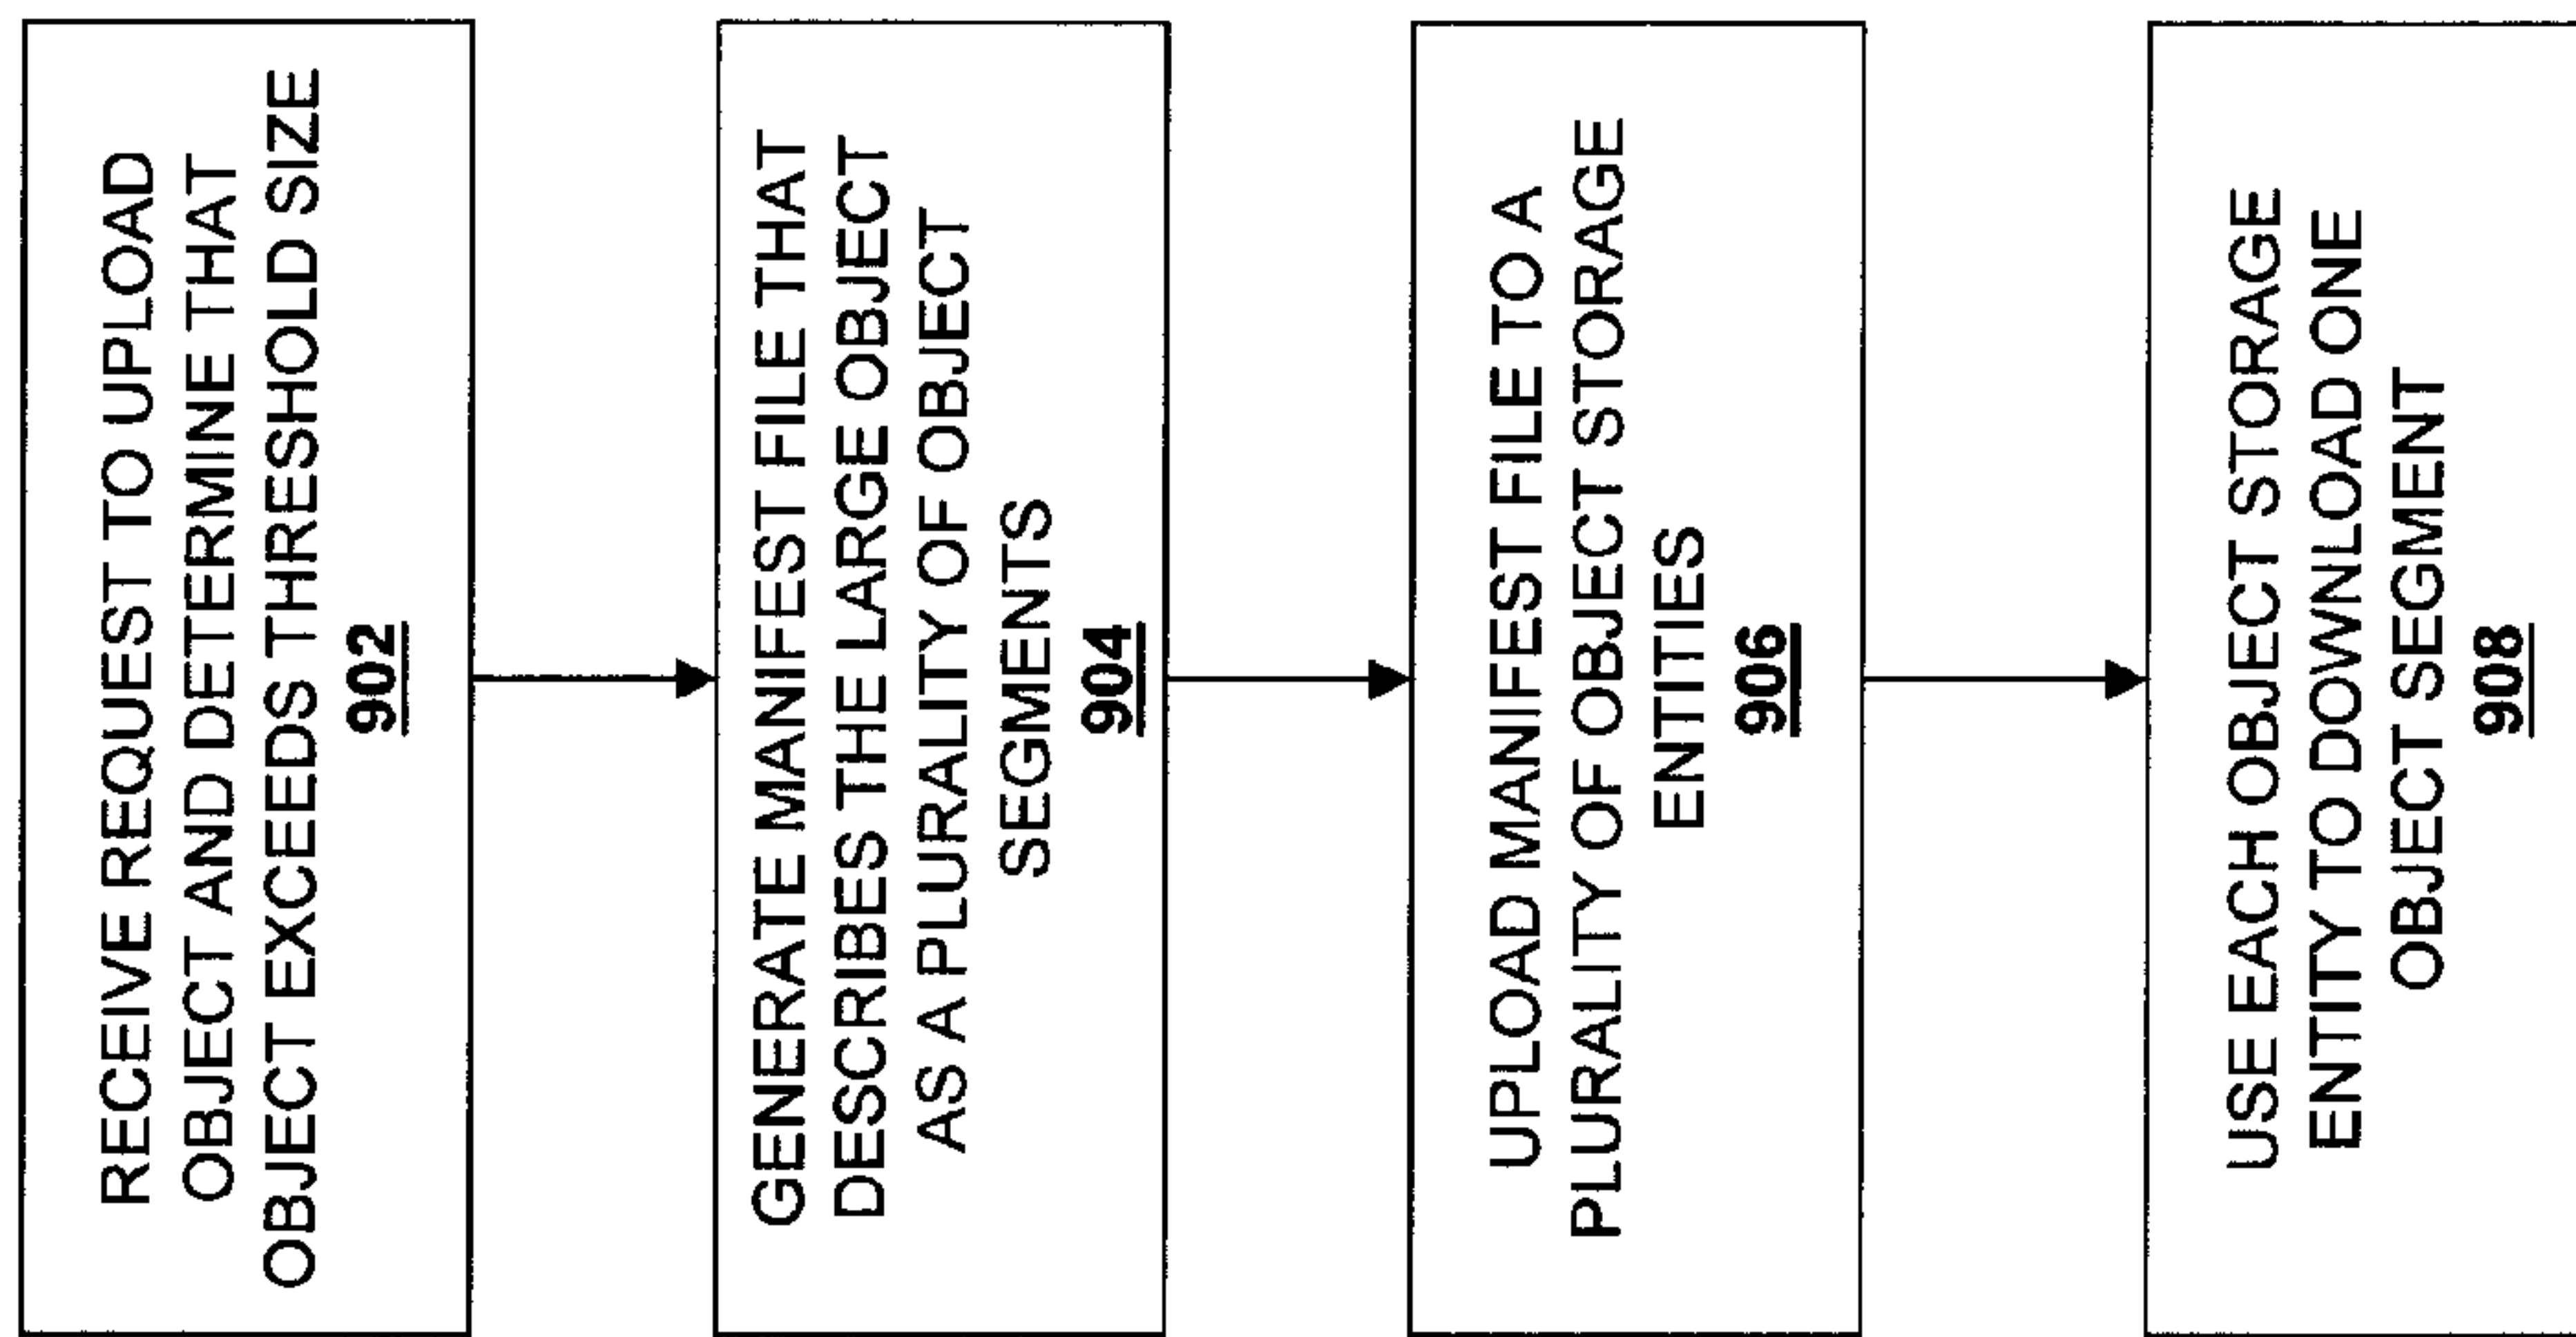 RECEIVE REQUEST TO UPLOAD
OBJECT AND DETERMINE THAT
OBJECT EXCEEDS THRESHOLD SIZE
902
GENERATE MANIFEST FILE THAT
DESCRIBES THE LARGE OBJECT
AS A PLURALITY OF OBJECT
SEGMENTS
904
UPLOAD MANIFEST FILE TO A
PLURALITY OF OBJECT STORAGE
ENTITIES
906
USE EACH OBJECT STORAGE
ENTITY TO DOWNLOAD ONE
OBJECT SEGMENT
908